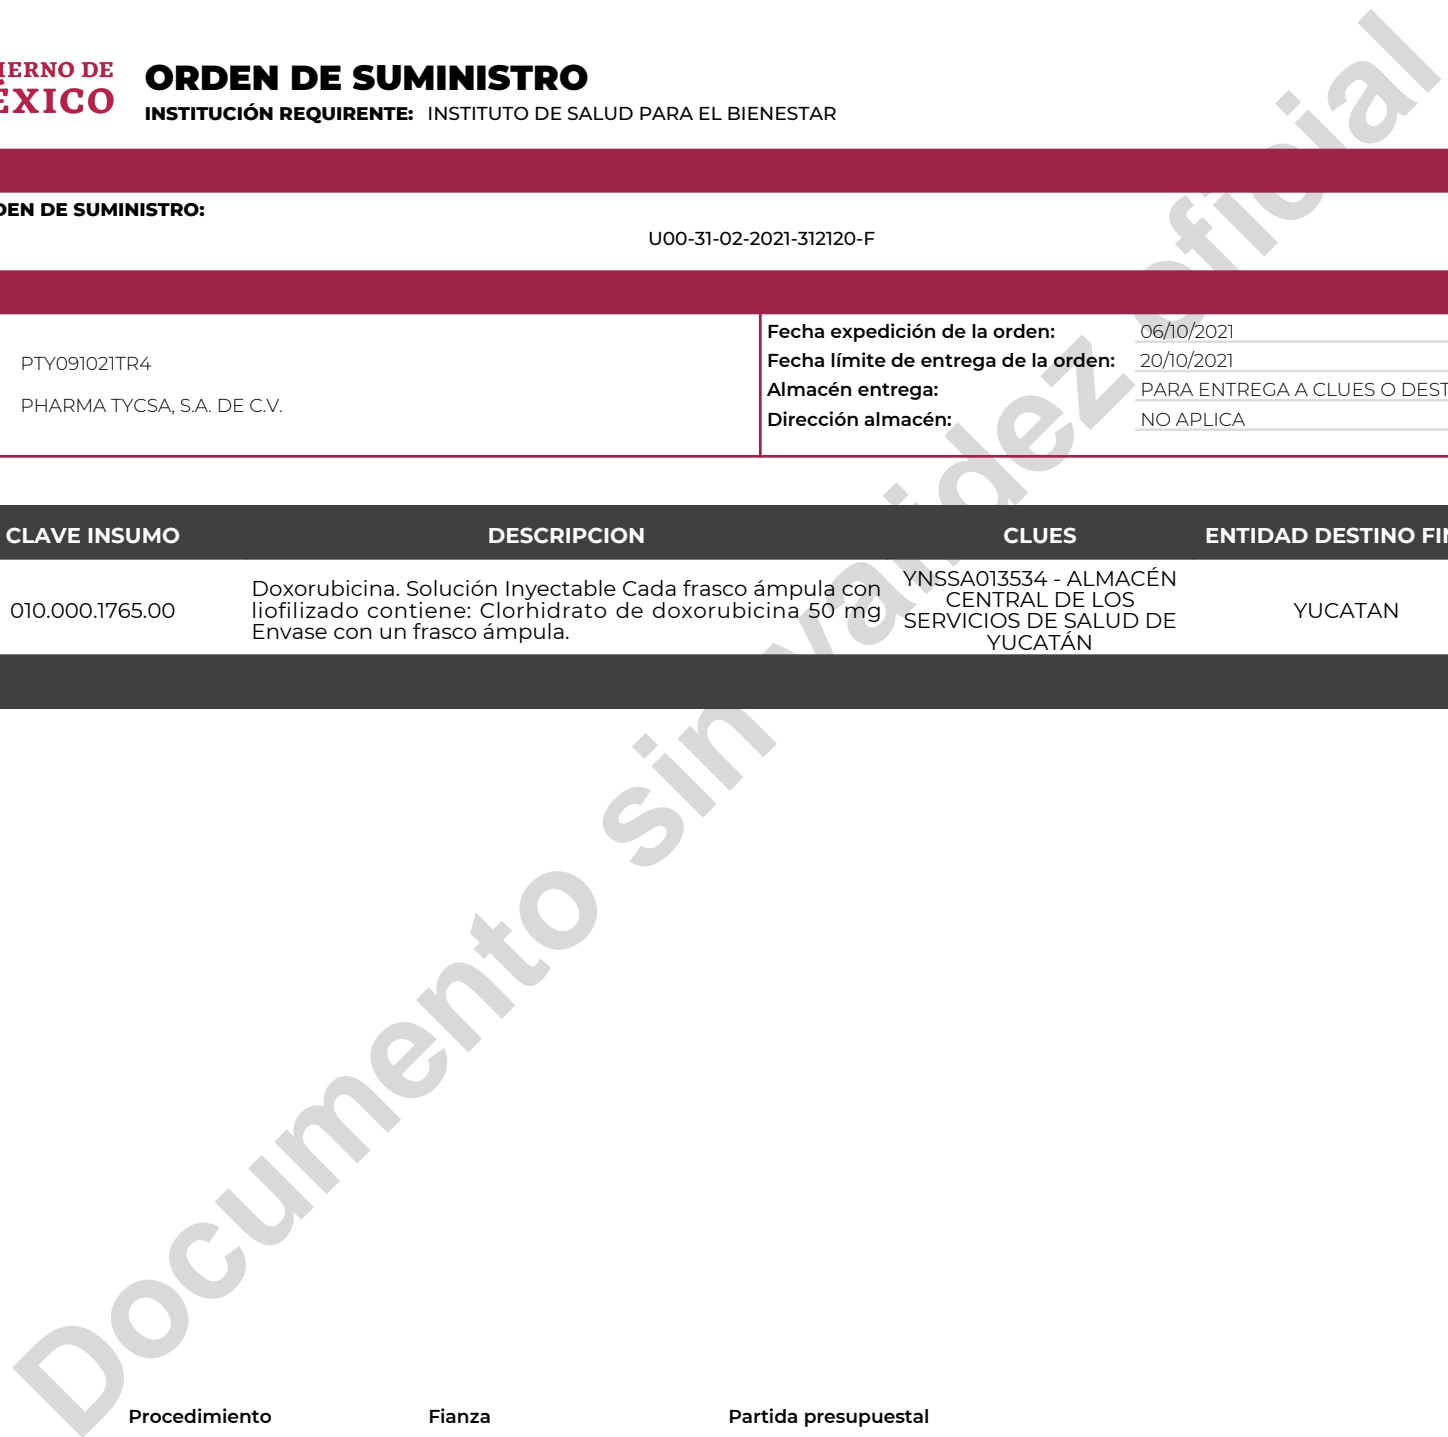 IERNO DE
ÉXICO
ORDEN DE SUMINISTRO
INSTITUCIÓN REQUIRENTE: INSTITUTO DE SALUD PARA EL BIENESTAR
DEN DE SUMINISTRO:
U00-31-02-2021-312120-F
PTY091021TR4
PHARMA TYCSA, S.A. DE C.V.
Fecha expedición de la orden: 06/10/2021
Fecha límite de entrega de la orden: 20/10/2021
Almacén entrega: PARA ENTREGA A CLUES O DEST
Dirección almacén: NO APLICA
CLAVE INSUMO DESCRIPCION CLUES ENTIDAD DESTINO FIN
010.000.1765.00
Doxorubicina. Solución Inyectable Cada frasco ámpula con
liofilizado contiene: Clorhidrato de doxorubicina 50 mg
Envase con un frasco ámpula.
YNSSA013534 - ALMACÉN
CENTRAL DE LOS
SERVICIOS DE SALUD DE
YUCATÁN
YUCATAN
Documento sin validez oficial
Procedimiento Fianza Partida presupuestal